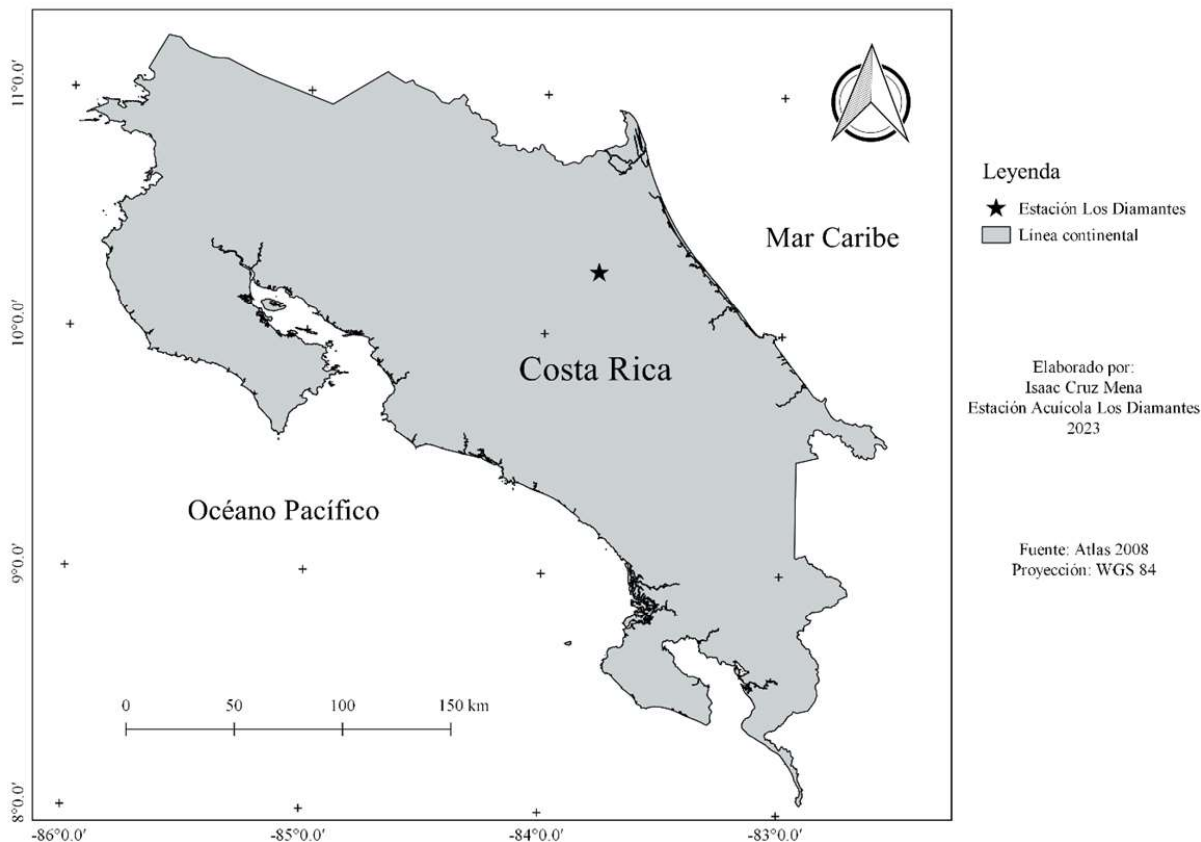 11°0.0'
10°0.0'
9°0.0'
8°0.0'
-86°0.0'
-85°0.0'
-84°0.0'
-83°0.0'
Mar Caribe
Costa Rica
Océano Pacífico
0 50 100 150 km
Leyenda
Estación Los Diamantes
Línea continental
Elaborado por:
Isaac Cruz Mena
Estación Acuícola Los Diamantes
2023
Fuente: Atlas 2008
Proyección: WGS 84